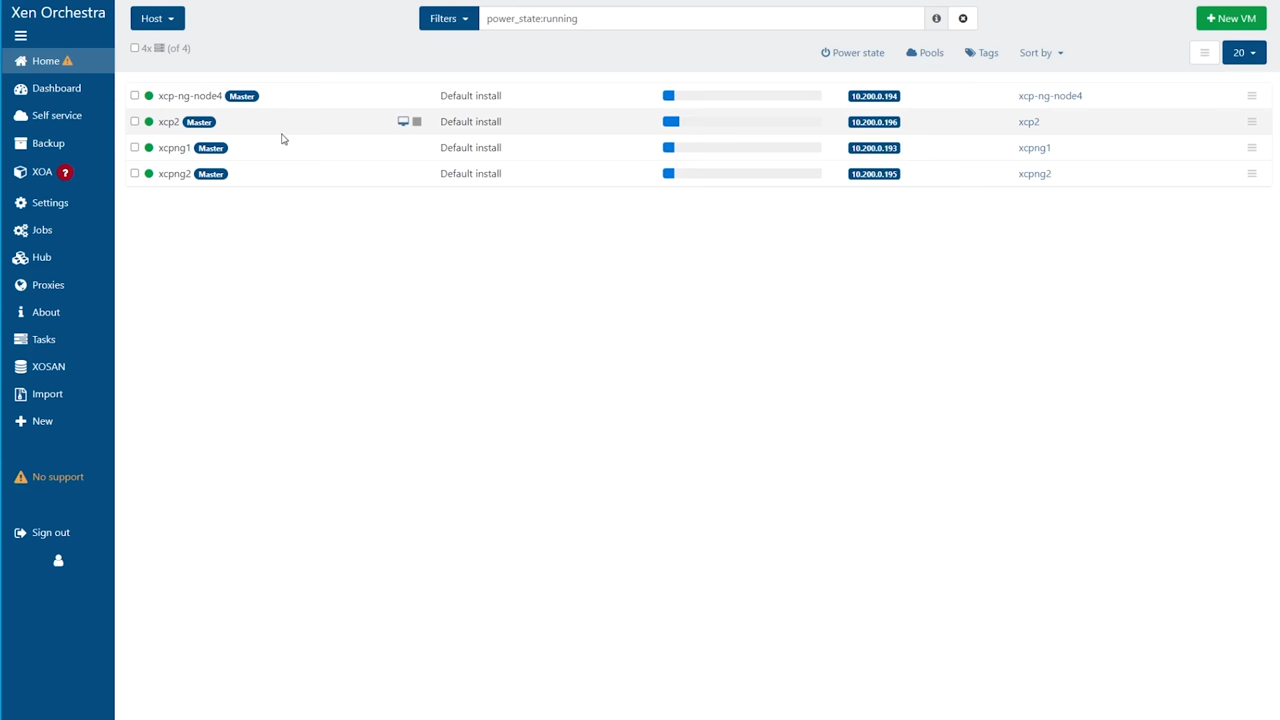 Xen Orchestra
Host
Filters
power_state:running
+ New VM
4x (of 4)
Power state
Pools
Tags
Sort by
20
Home
Dashboard
Self service
Backup
XOA ?
Settings
Jobs
Hub
Proxies
About
Tasks
XOSAN
Import
New
No support
Sign out
xcp-ng-node4 Master Default install 10.200.0.194 xcp-ng-node4
xcp2 Master Default install 10.200.0.196 xcp2
xcpng1 Master Default install 10.200.0.193 xcpng1
xcpng2 Master Default install 10.200.0.195 xcpng2